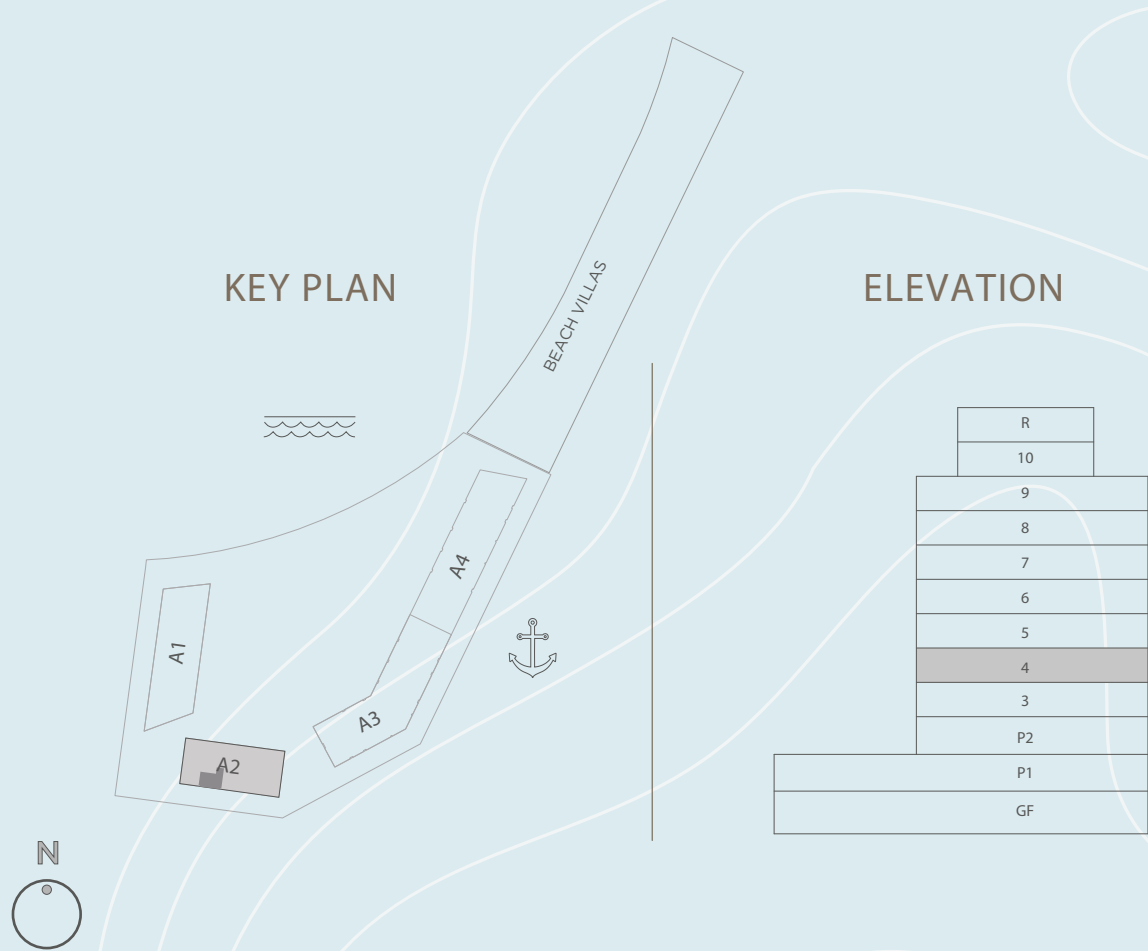 KEY PLAN
BEACH VILLAS
A4
A1
A3
A2
N
ELEVATION
R
10
9
8
7
6
5
4
3
P2
P1
GF